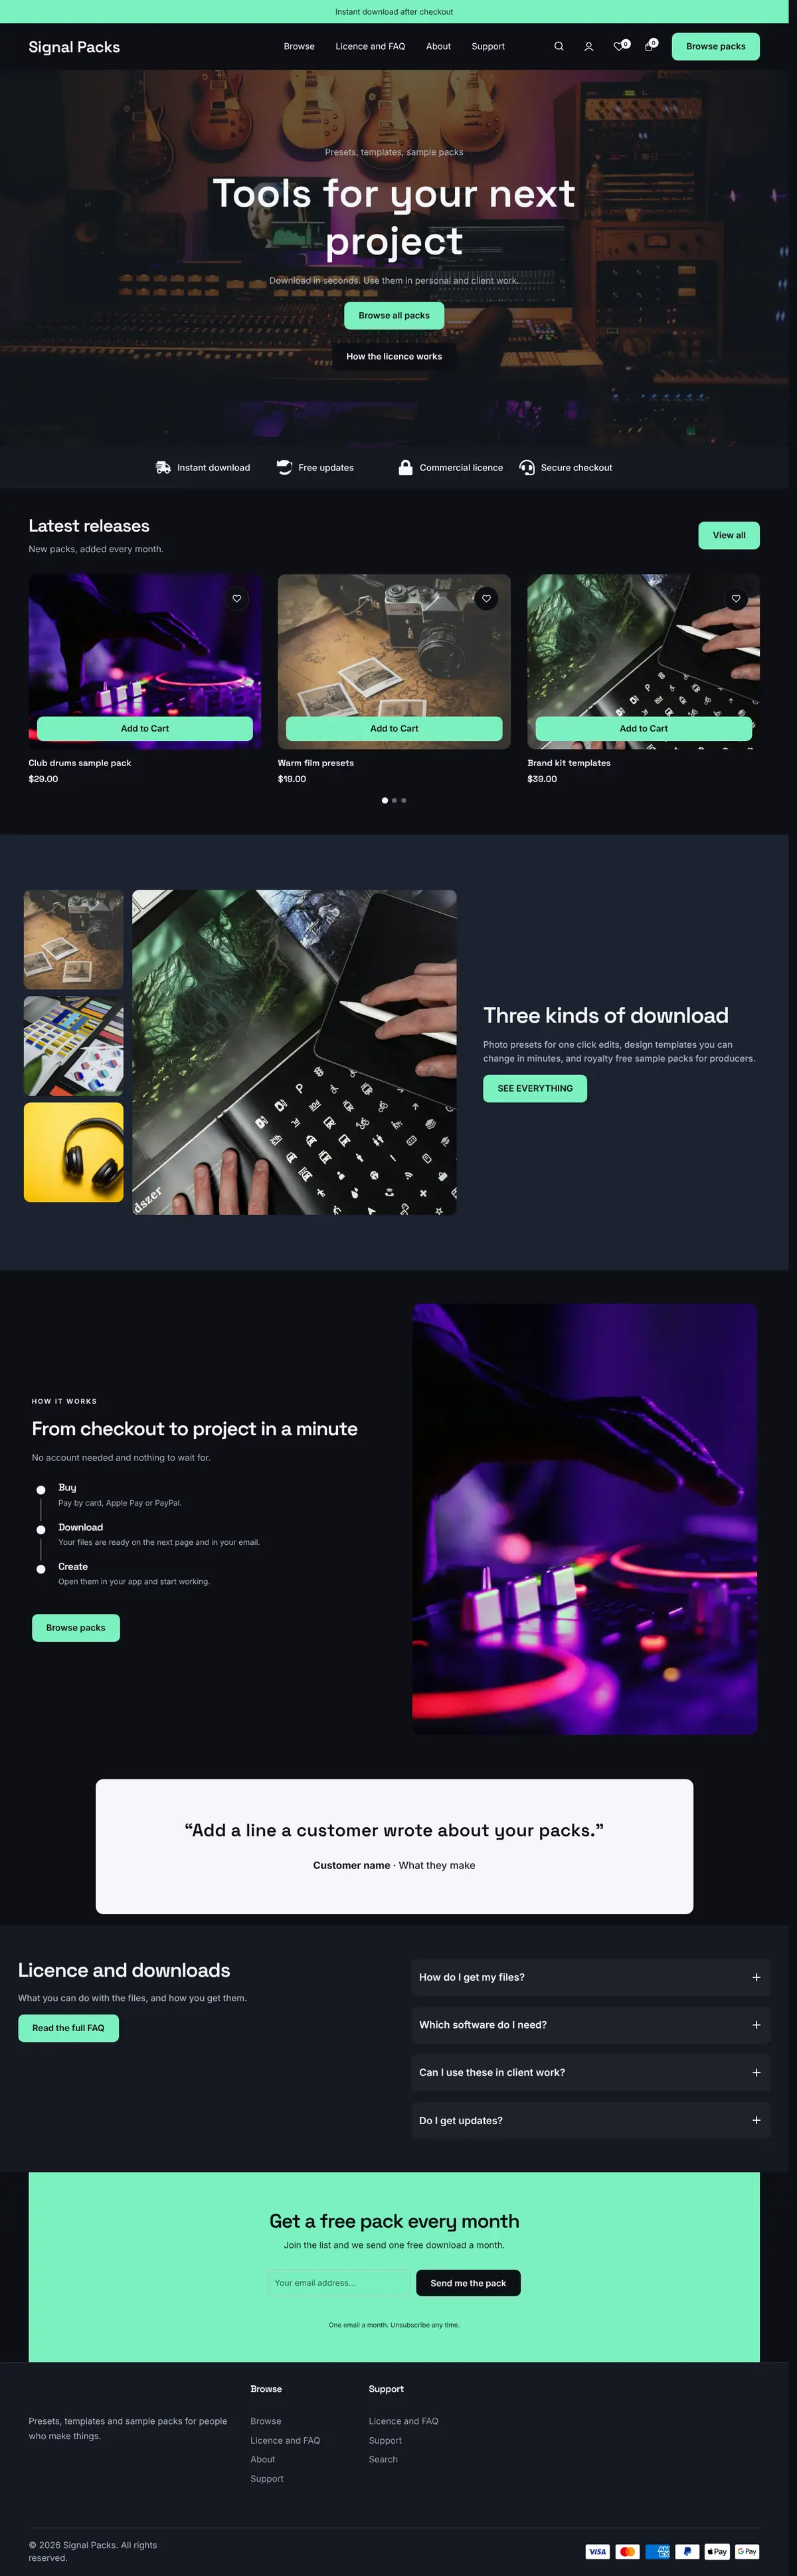 Instant download after checkout
Signal Packs
Browse
Licence and FAQ
About
Support
0
0
Browse packs
Presets, templates, sample packs
Tools for your next
project
Download in seconds. Use them in personal and client work.
Browse all packs
How the licence works
Instant download
Free updates
Commercial licence
Secure checkout
Latest releases
New packs, added every month.
View all
Add to Cart
Add to Cart
Add to Cart
Club drums sample pack
$29.00
Warm film presets
$19.00
Brand kit templates
$39.00
Three kinds of download
Photo presets for one click edits, design templates you can
change in minutes, and royalty free sample packs for producers.
SEE EVERYTHING
dszer
HOW IT WORKS
From checkout to project in a minute
No account needed and nothing to wait for.
Buy
Pay by card, Apple Pay or PayPal.
Download
Your files are ready on the next page and in your email.
Create
Open them in your app and start working.
Browse packs
“Add a line a customer wrote about your packs.”
Customer name · What they make
Licence and downloads
What you can do with the files, and how you get them.
Read the full FAQ
How do I get my files?
Which software do I need?
Can I use these in client work?
Do I get updates?
Get a free pack every month
Join the list and we send one free download a month.
Your email address...
Send me the pack
One email a month. Unsubscribe any time.
Presets, templates and sample packs for people
who make things.
Browse
Browse
Licence and FAQ
About
Support
Support
Licence and FAQ
Support
Search
© 2026 Signal Packs. All rights
reserved.
VISA
Pay
G Pay